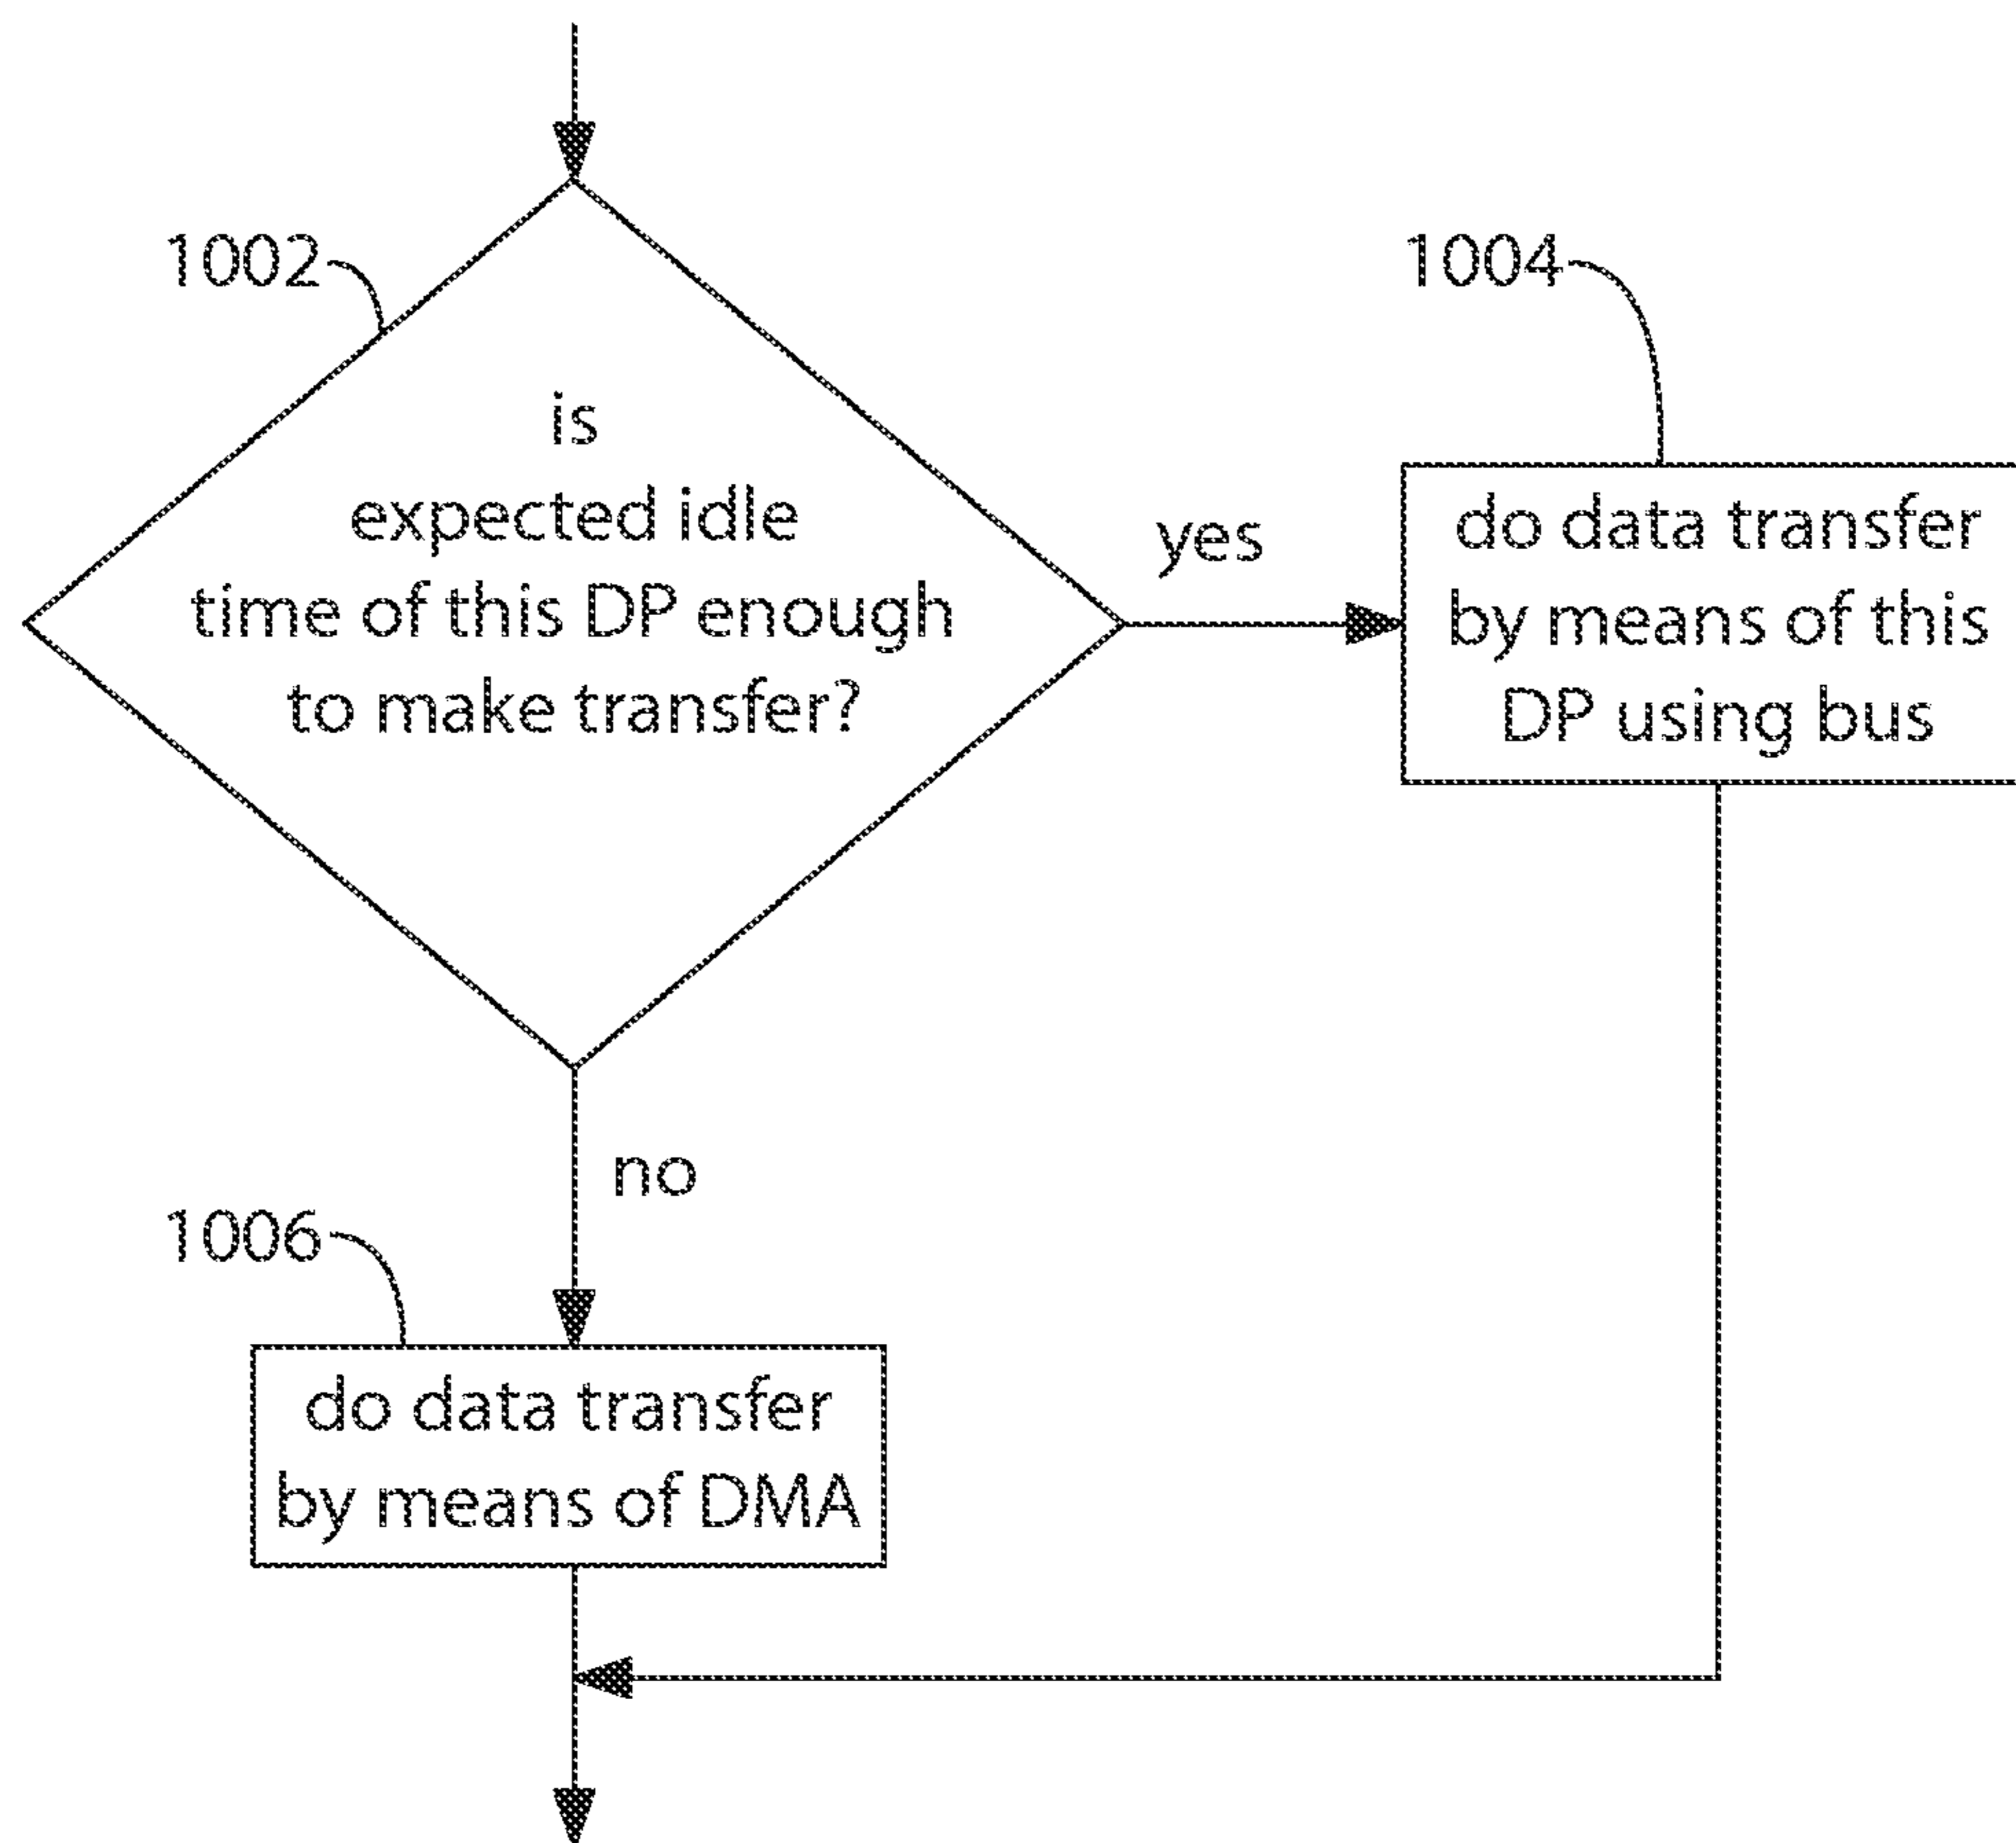 1002
is
expected idle
time of this DP enough
to make transfer?
yes
1004
do data transfer
by means of this
DP using bus
no
1006
do data transfer
by means of DMA